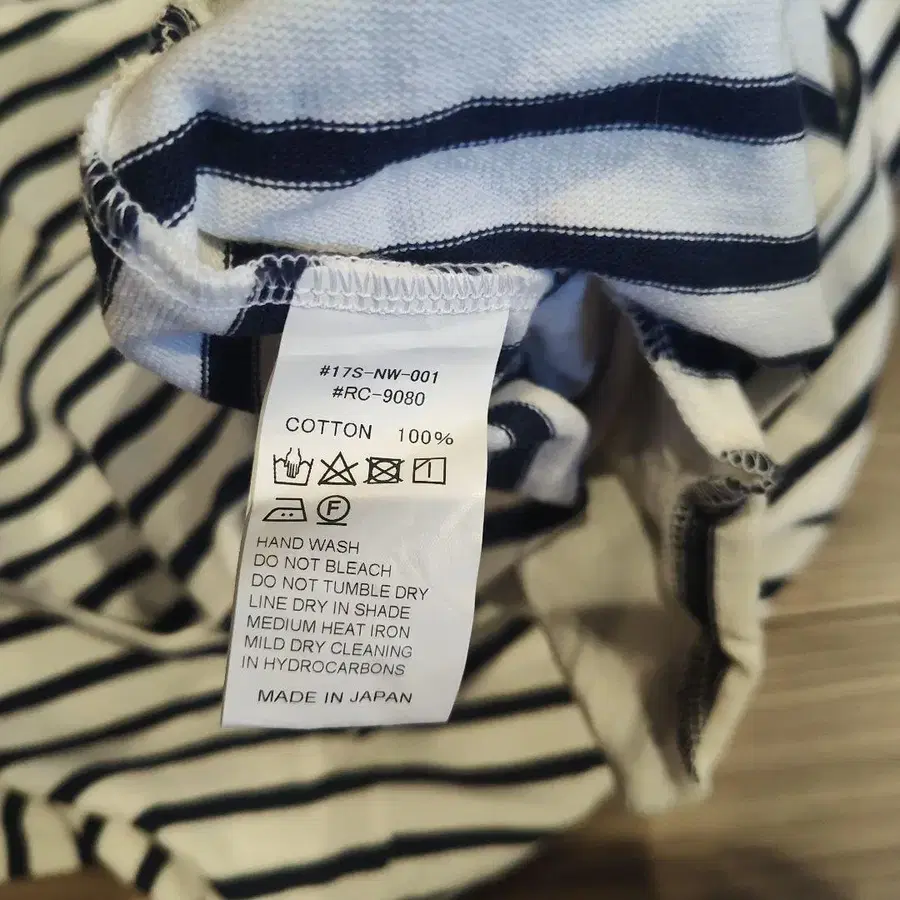 #17S-NW-001
#RC-9080
COTTON 100%
F
HAND WASH
DO NOT BLEACH
DO NOT TUMBLE DRY
LINE DRY IN SHADE
MEDIUM HEAT IRON
MILD DRY CLEANING
IN HYDROCARBONS
MADE IN JAPAN